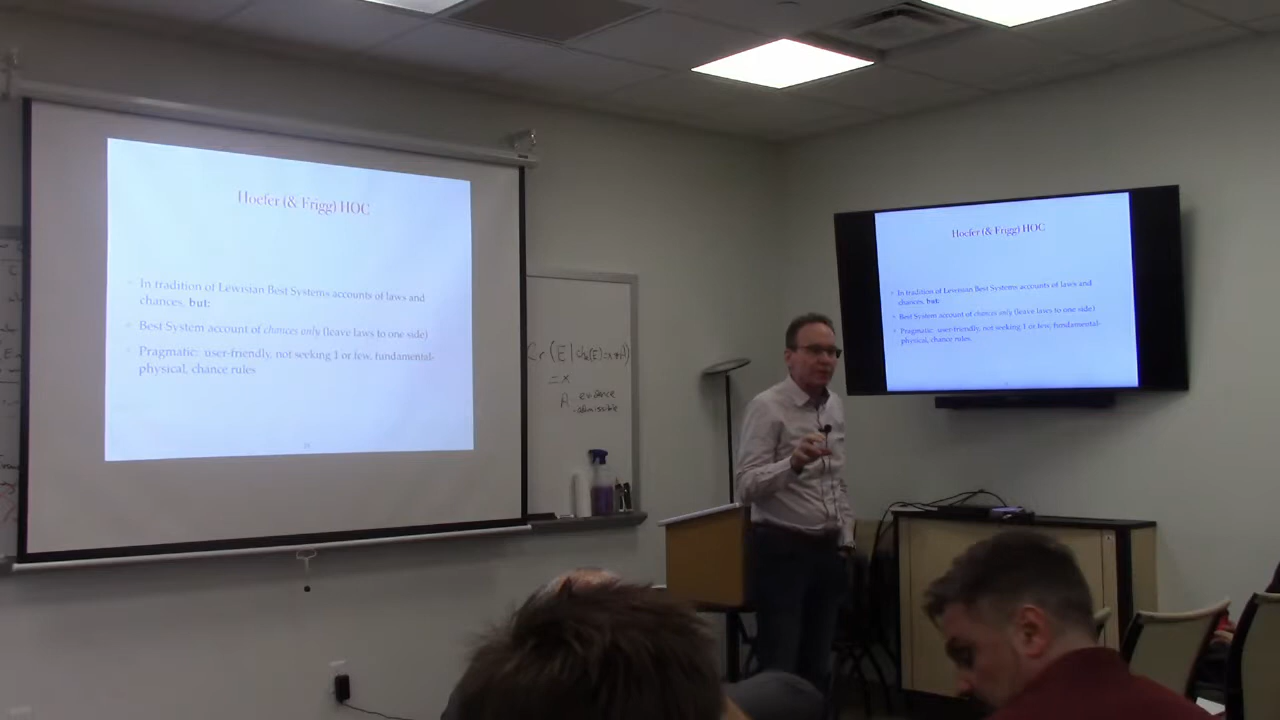 Hoefer (& Frigg) HOC
In tradition of Lewisian Best Systems accounts of laws and
chances, but:
Best System account of chances only (leave laws to one side)
Pragmatic: user-friendly, not seeking 1 or few, fundamental-
physical, chance rules
Cr(E|
=x
A
admissible
Hoefer (& Frigg) HOC
In tradition of Lewisian Best Systems accounts of laws and
chances, but:
Best System account of chances only (leave laws to one side)
Pragmatic: user-friendly, not seeking 1 or few, fundamental-
physical, chance rules,